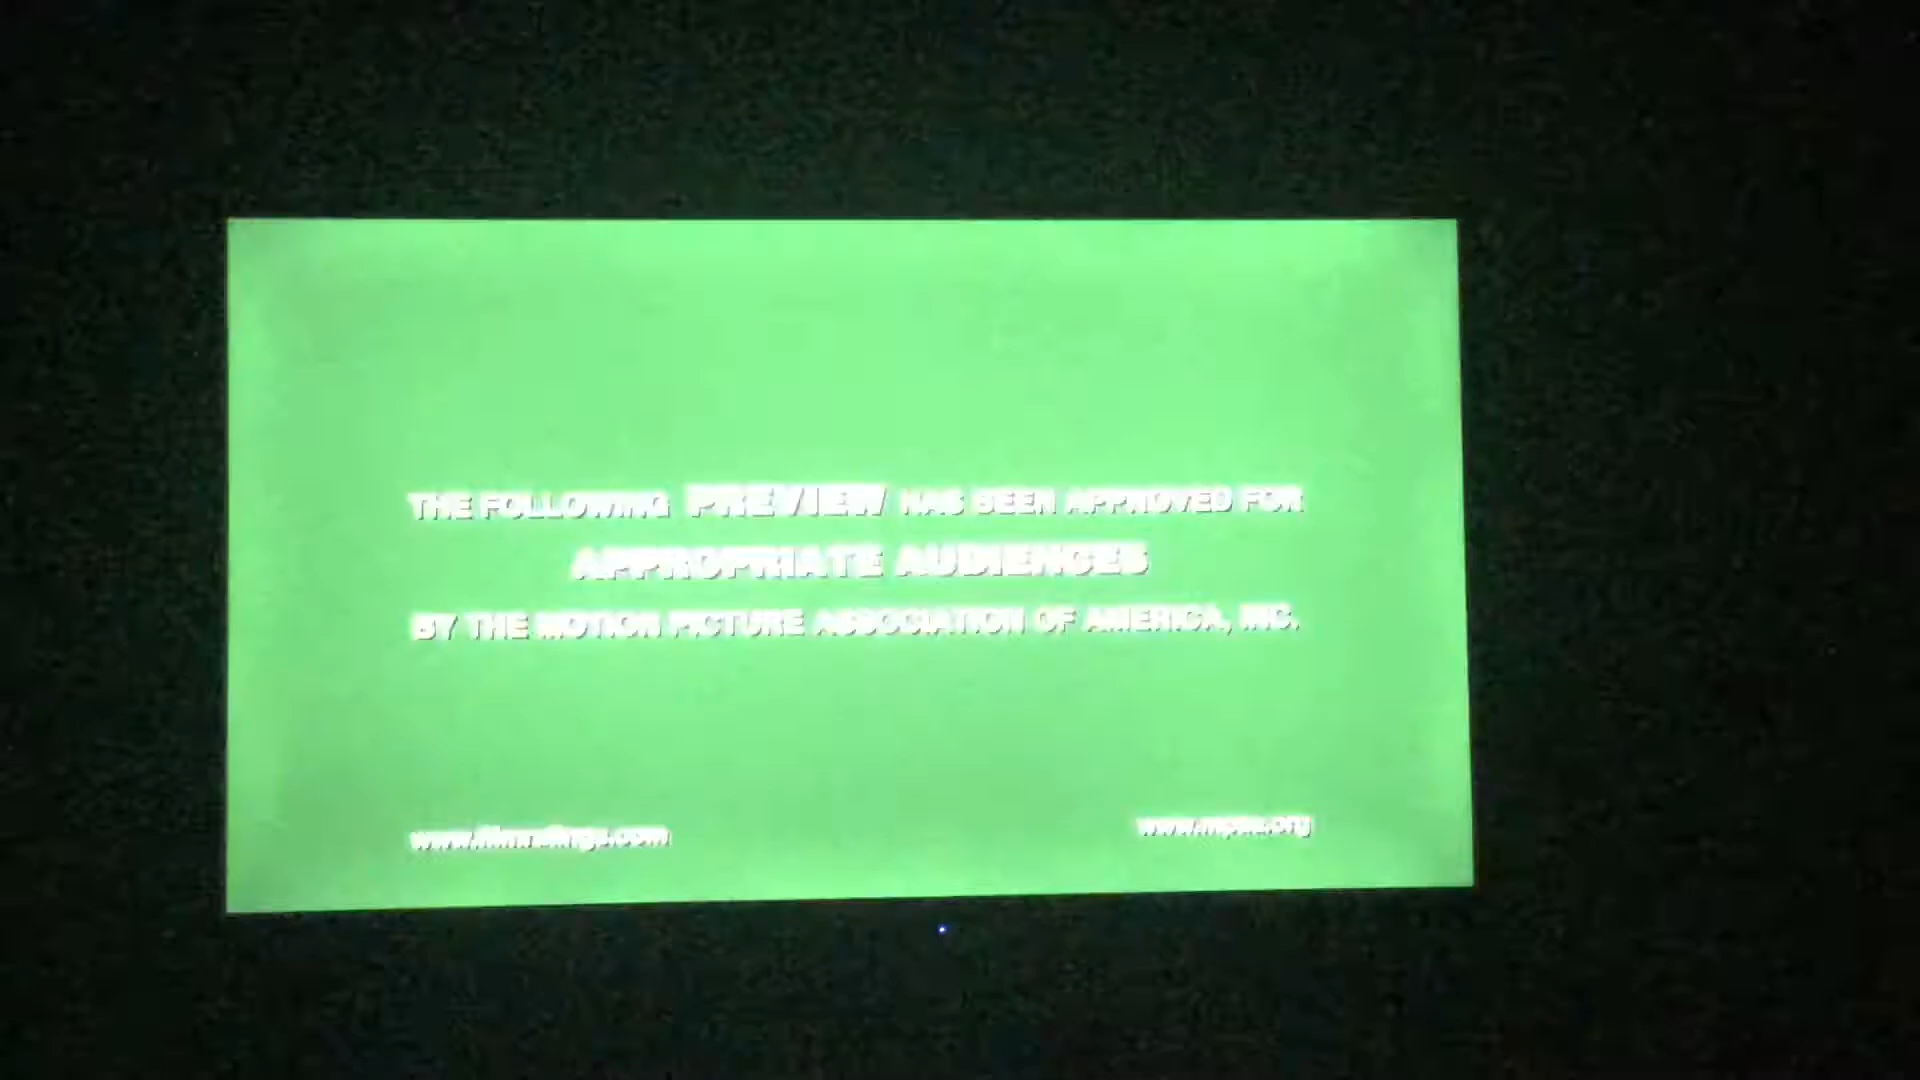 THE FOLLOWING PREVIEW HAS BEEN APPROVED FOR
APPROPRIATE AUDIENCES
BY THE MOTION PICTURE ASSOCIATION OF AMERICA, INC.
www.filmratings.com
www.mpaa.org